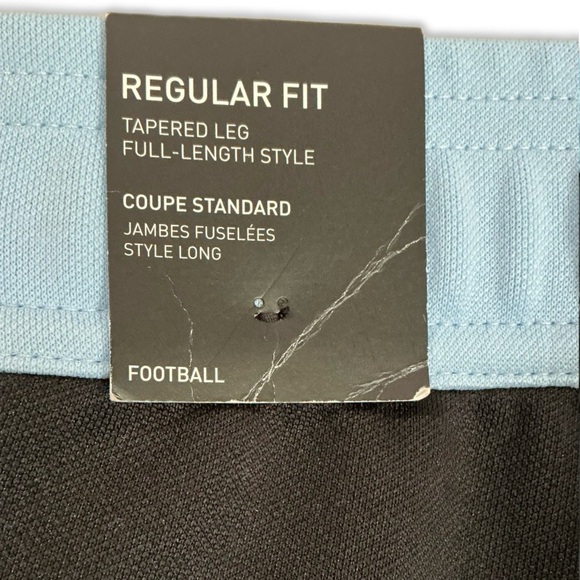 REGULAR FIT
TAPERED LEG
FULL-LENGTH STYLE
COUPE STANDARD
JAMBES FUSELÉES
STYLE LONG
FOOTBALL